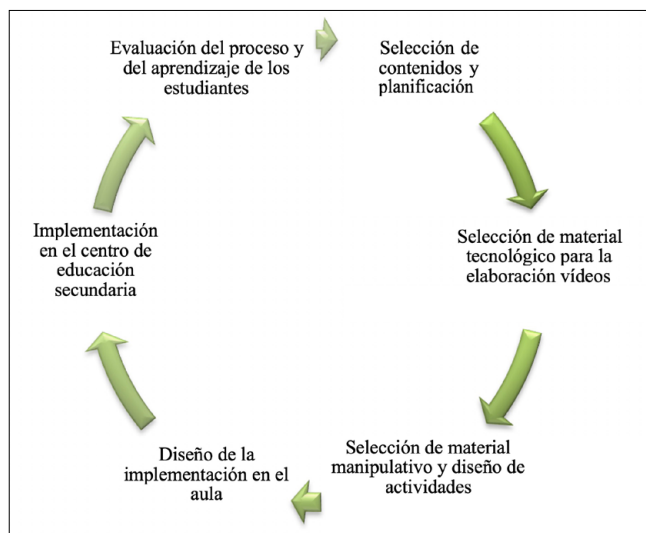 Evaluación del proceso y
del aprendizaje de los
estudiantes
Selección de
contenidos y
planificación
Selección de material
tecnológico para la
elaboración vídeos
Selección de material
manipulativo y diseño de
actividades
Diseño de la
implementación en el
aula
Implementación
en el centro de
educación
secundaria